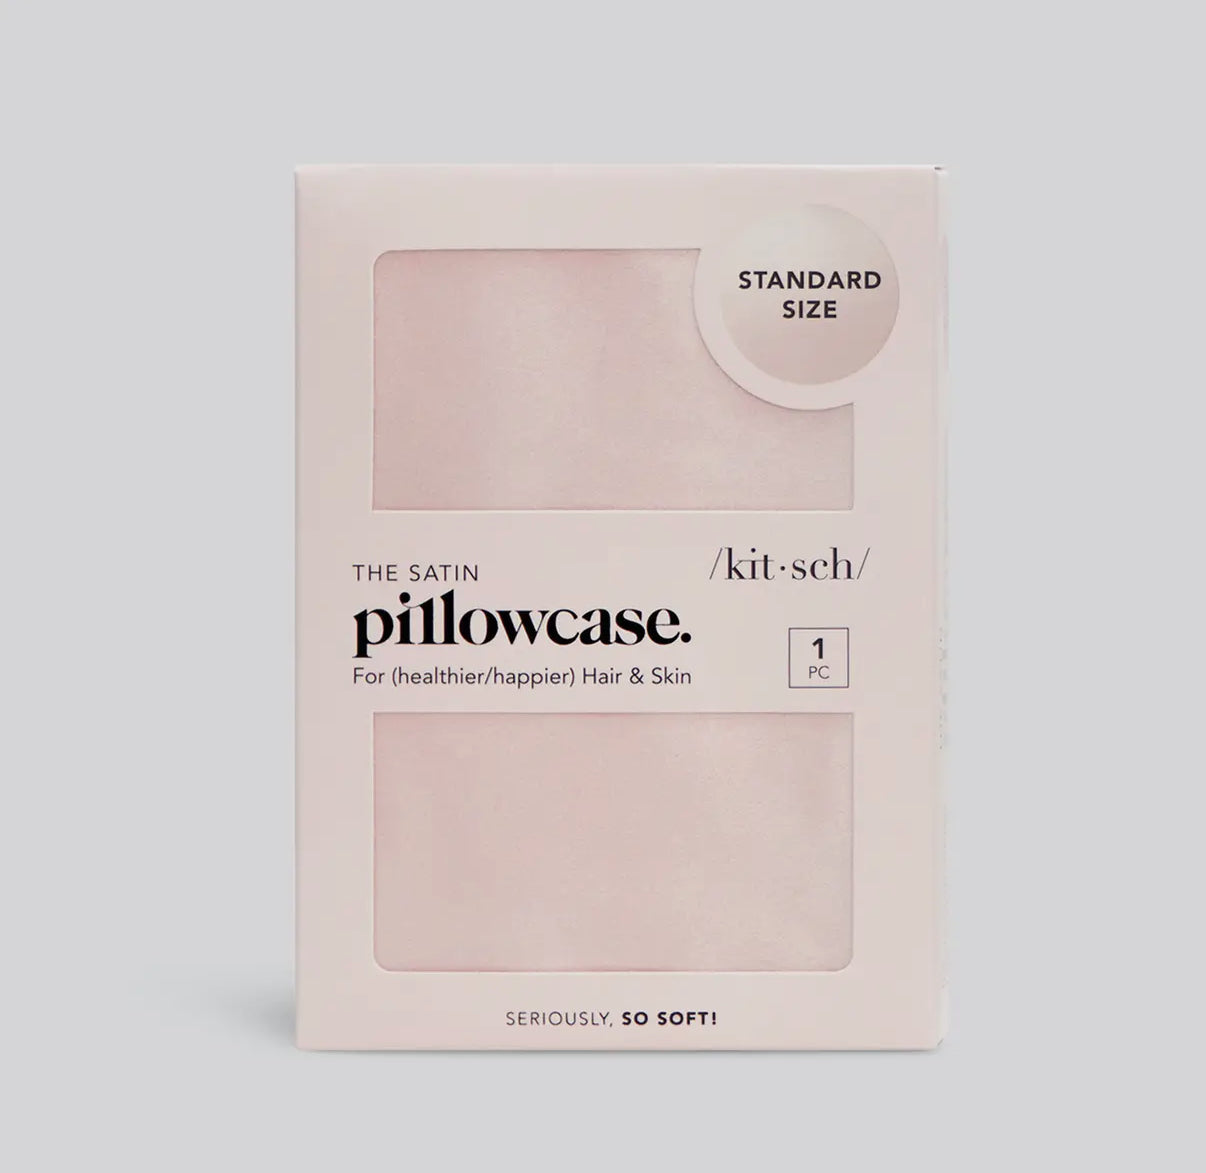 STANDARD
SIZE
/kit·sch/
THE SATIN
pillowcase.
For (healthier/happier) Hair & Skin
1
PC
SERIOUSLY, SO SOFT!